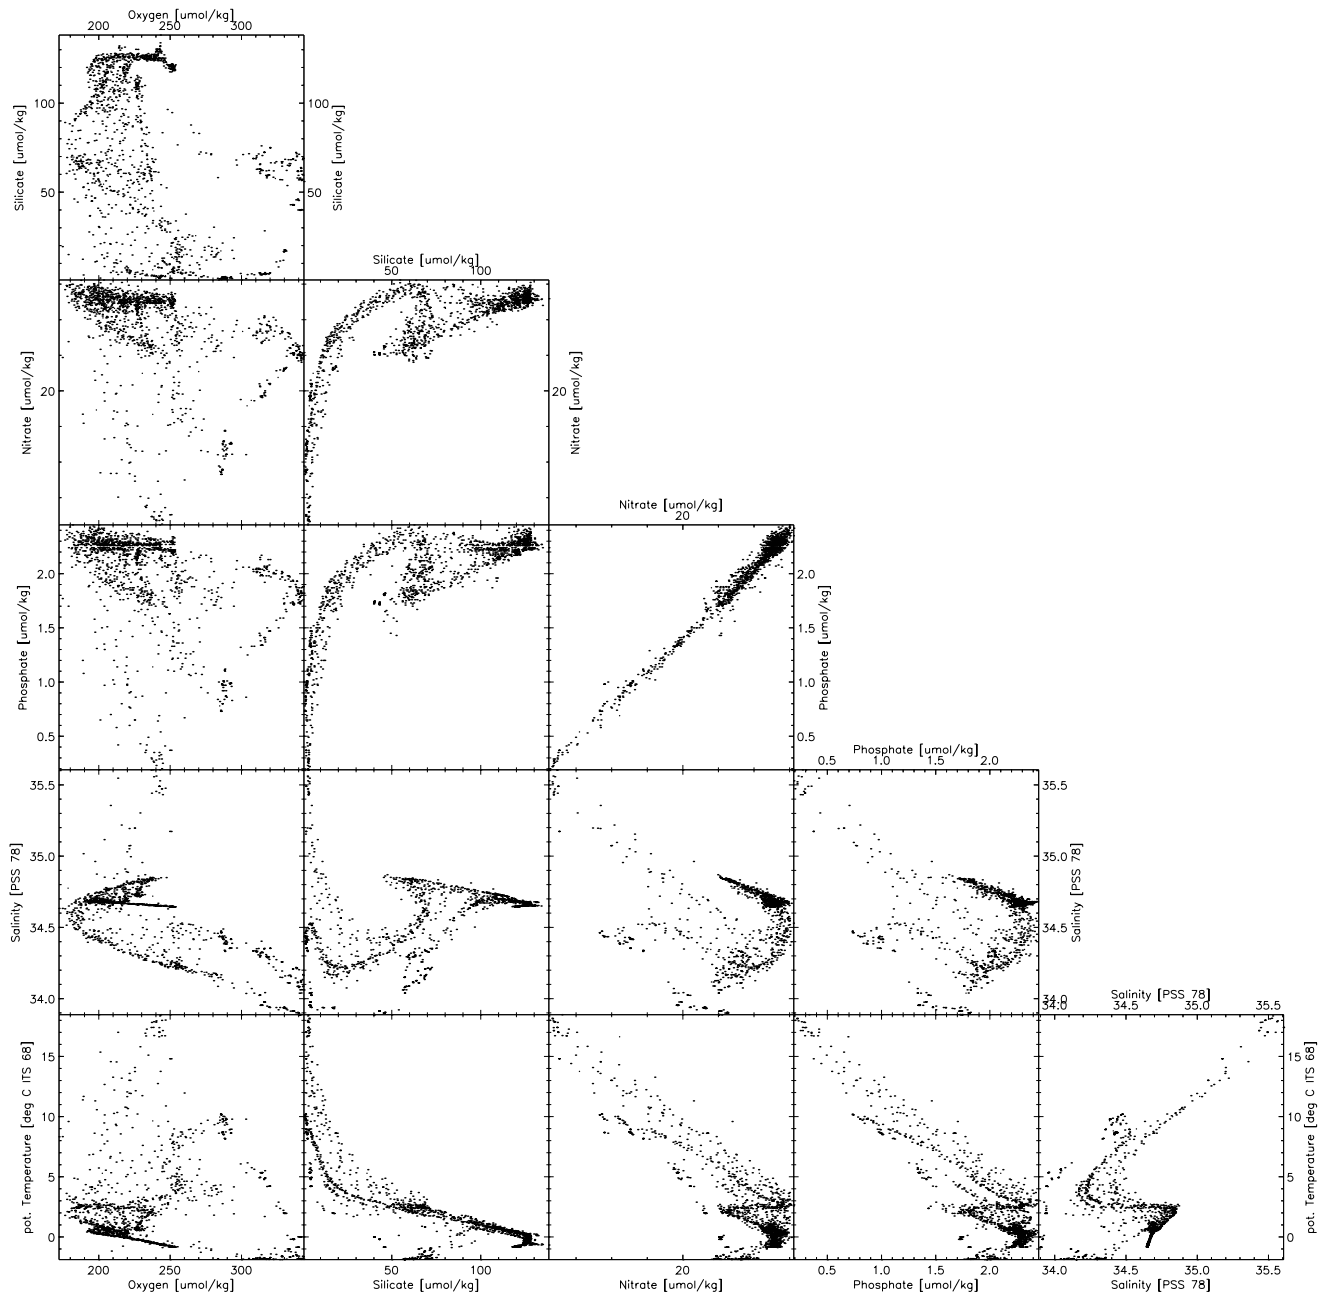 Oxygen [umol/kg]
200 250 300
Silicate [umol/kg]
100
50
100
50
Silicate [umol/kg]
Silicate [umol/kg]
50 100
Nitrate [umol/kg]
20
20
Nitrate [umol/kg]
Nitrate [umol/kg]
20
Phosphate [umol/kg]
2.0
1.5
1.0
0.5
2.0
1.5
1.0
0.5
Phosphate [umol/kg]
Phosphate [umol/kg]
0.5 1.0 1.5 2.0
Salinity [PSS 78]
35.5
35.0
34.5
34.0
35.5
35.0
34.5
34.0
Salinity [PSS 78]
Salinity [PSS 78]
34.0 34.5 35.0 35.5
pot. Temperature [deg C ITS 68]
15
10
5
0
15
10
5
0
pot. Temperature [deg C ITS 68]
200 250 300
Oxygen [umol/kg]
50 100
Silicate [umol/kg]
20
Nitrate [umol/kg]
0.5 1.0 1.5 2.0
Phosphate [umol/kg]
34.0 34.5 35.0 35.5
Salinity [PSS 78]